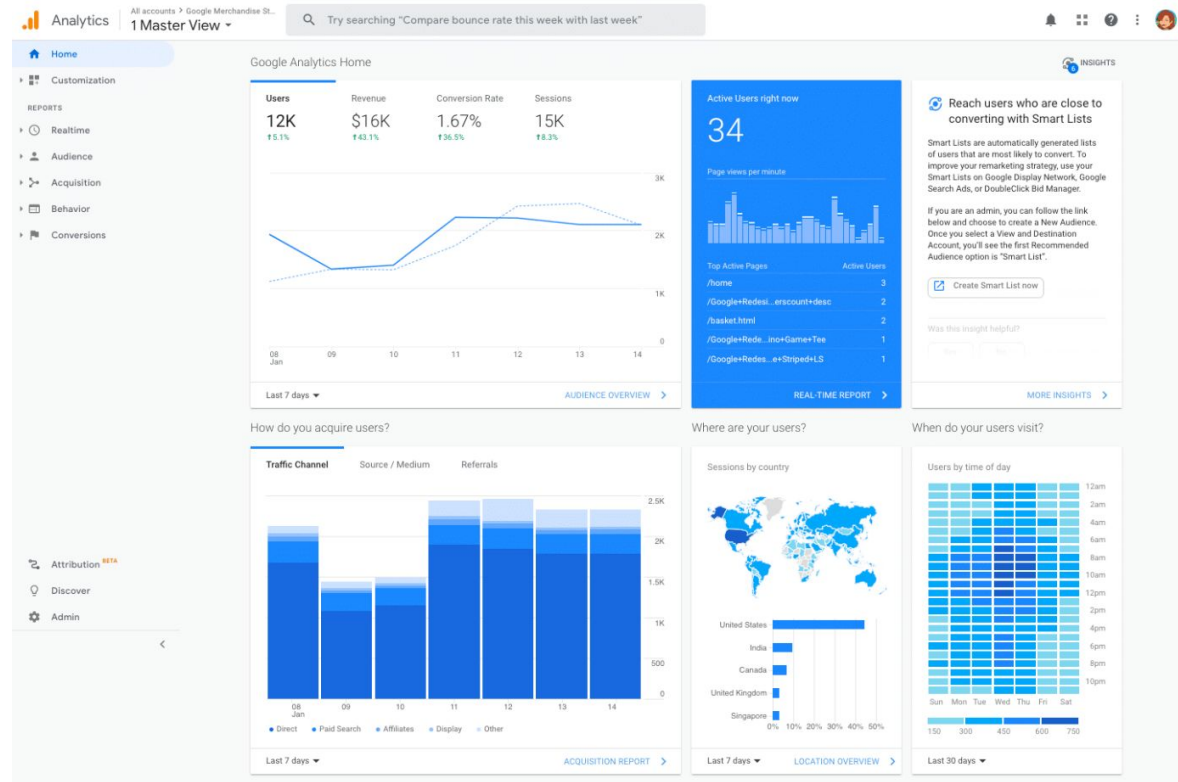 Analytics
All accounts > Google Merchandise St..
1 Master View
Try searching "Compare bounce rate this week with last week"
Home
Customization
REPORTS
Realtime
Audience
Acquisition
Behavior
Conversions
Attribution BETA
Discover
Admin
Google Analytics Home
6
INSIGHTS
Users
12K
5.1%
Revenue
$16K
43.1%
Conversion Rate
1.67%
36.5%
Sessions
15K
8.3%
3K
2K
1K
0
08 09 10 11 12 13 14
Jan
Last 7 days
AUDIENCE OVERVIEW
Active Users right now
34
Page views per minute
Top Active Pages Active Users
/home 3
/Google+Redesi...erscount+desc 2
/basket.html 2
/Google+Rede...ino+Game+Tee 1
/Google+Redes...e+Striped+LS 1
REAL-TIME REPORT
Reach users who are close to
converting with Smart Lists
Smart Lists are automatically generated lists
of users that are most likely to convert. To
improve your remarketing strategy, use your
Smart Lists on Google Display Network, Google
Search Ads, or DoubleClick Bid Manager.
If you are an admin, you can follow the link
below and choose to create a New Audience.
Once you select a View and Destination
Account, you'll see the first Recommended
Audience option is "Smart List".
Create Smart List now
Was this insight helpful?
MORE INSIGHTS
How do you acquire users?
Traffic Channel Source / Medium Referrals
2.5K
2K
1.5K
1K
500
0
08 09 10 11 12 13 14
Jan
Direct Paid Search Affiliates Display Other
Last 7 days
ACQUISITION REPORT
Where are your users?
Sessions by country
United States
India
Canada
United Kingdom
Singapore
0% 10% 20% 30% 40% 50%
Last 7 days
LOCATION OVERVIEW
When do your users visit?
Users by time of day
12am
2am
4am
6am
8am
10am
12pm
2pm
4pm
6pm
8pm
10pm
Sun Mon Tue Wed Thu Fri Sat
150 300 450 600 750
Last 30 days